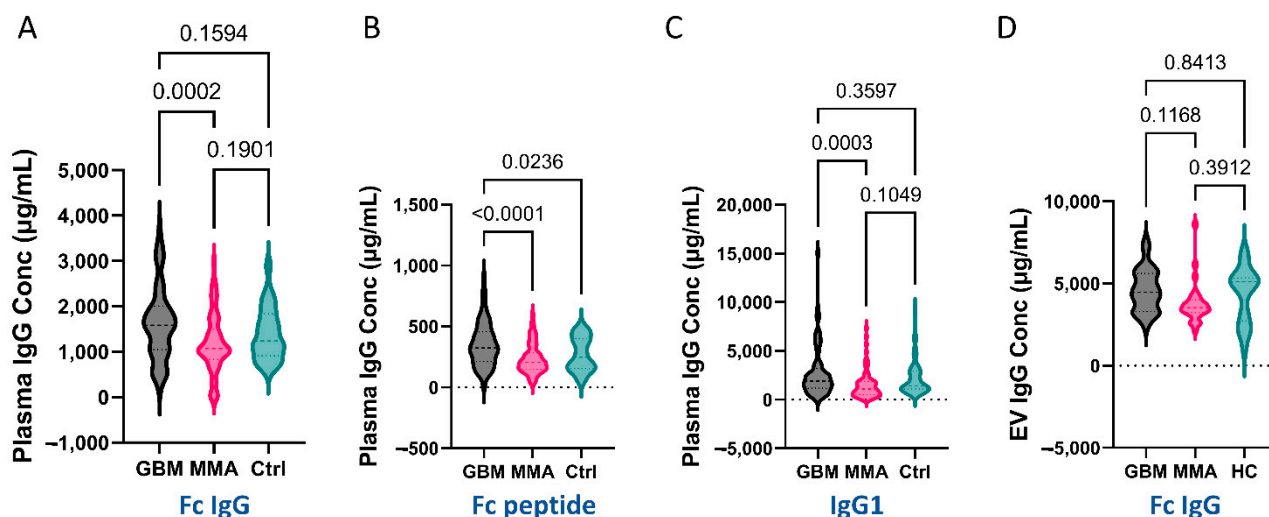 A
0.1594
0.0002
0.1901
Plasma IgG Conc (µg/mL)
5,000
4,000
3,000
2,000
1,000
0
–1,000
GBM MMA Ctrl
Fc IgG
B
0.0236
<0.0001
Plasma IgG Conc (µg/mL)
1,500
1,000
500
0
–500
GBM MMA Ctrl
Fc peptide
C
0.3597
0.0003
0.1049
Plasma IgG Conc (µg/mL)
20,000
15,000
10,000
5,000
0
–5,000
GBM MMA Ctrl
IgG1
D
0.8413
0.1168
0.3912
EV IgG Conc (µg/mL)
10,000
5,000
0
–5,000
GBM MMA HC
Fc IgG